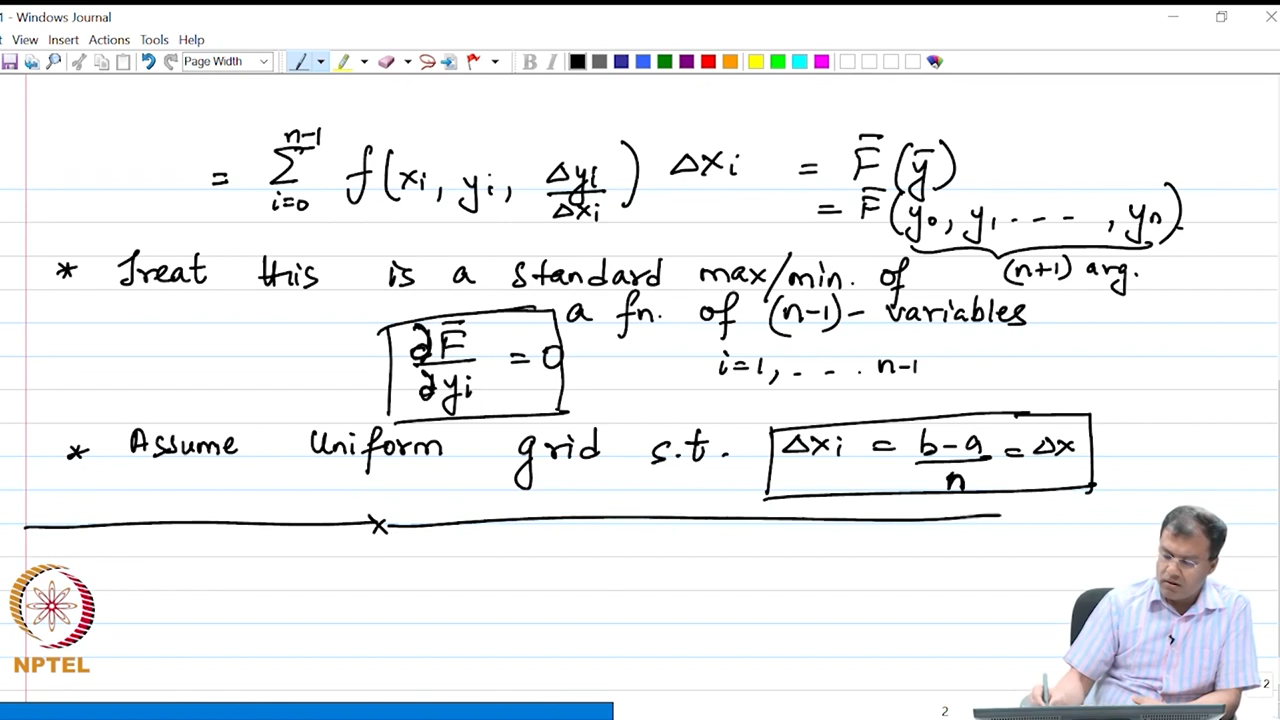 1 - Windows Journal
View Insert Actions Tools Help
Page Width
= n-1 ∑ i=0 f(xi, yi, Δyi/Δxi) Δxi = F̄(ȳ)
= F̄(y0, y1 . . - - , yn).
* Treat this is a standard max/min. of (n+1) arg.
a fn. of (n-1)- variables
∂F̄/∂yi = 0
i=1, . - . n-1
* Assume Uniform grid s.t. Δxi = b-a/n = Δx
x
NPTEL
2
2